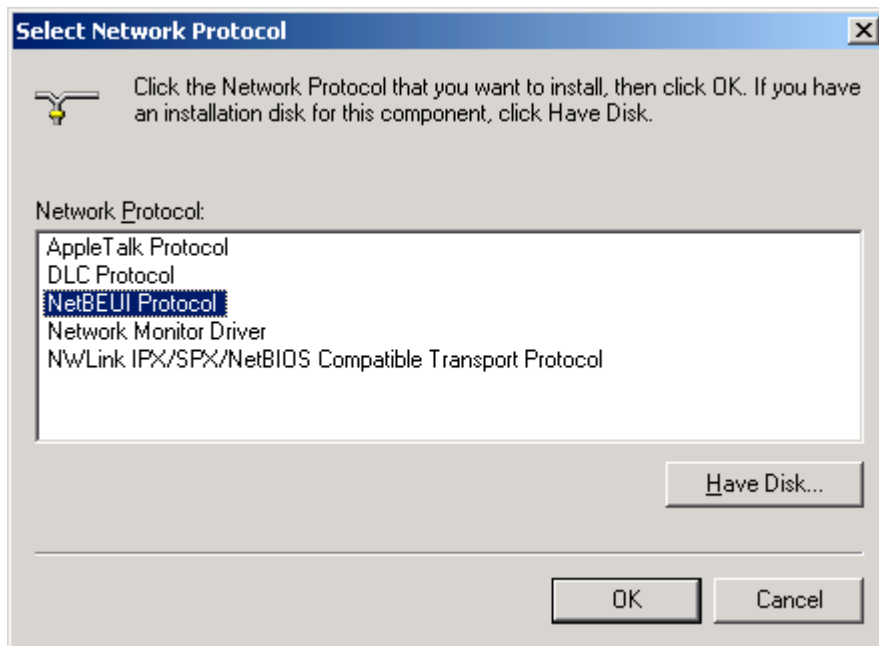 Select Network Protocol
Click the Network Protocol that you want to install, then click OK. If you have
an installation disk for this component, click Have Disk.
Network Protocol:
AppleTalk Protocol
DLC Protocol
NetBEUI Protocol
Network Monitor Driver
NWLink IPX/SPX/NetBIOS Compatible Transport Protocol
Have Disk...
OK
Cancel